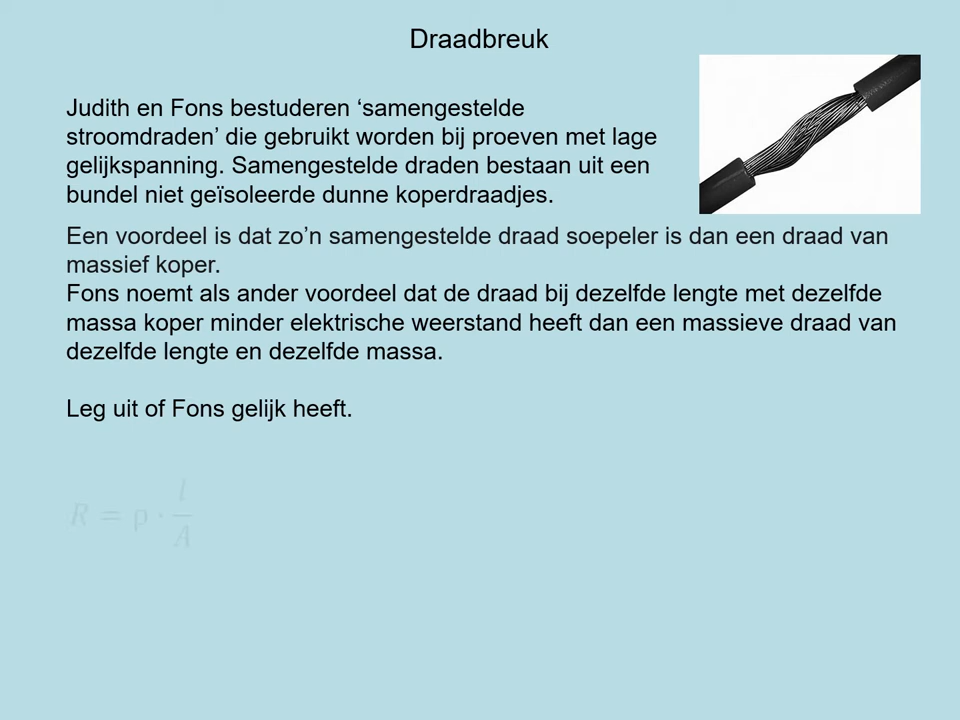 Draadbreuk
Judith en Fons bestuderen ‘samengestelde
stroomdraden’ die gebruikt worden bij proeven met lage
gelijkspanning. Samengestelde draden bestaan uit een
bundel niet geïsoleerde dunne koperdraadjes.
Een voordeel is dat zo’n samengestelde draad soepeler is dan een draad van
massief koper.
Fons noemt als ander voordeel dat de draad bij dezelfde lengte met dezelfde
massa koper minder elektrische weerstand heeft dan een massieve draad van
dezelfde lengte en dezelfde massa.
Leg uit of Fons gelijk heeft.
R = ρ · l/A